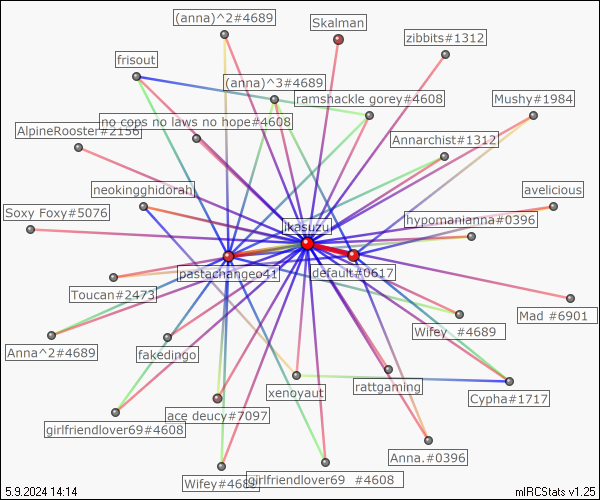 (anna)^2#4689
Skalman
zibbits#1312
frisout
(anna)^3#4689
ramshackle gorey#4608
Mushy#1984
no cops no laws no hope#4608
AlpineRooster#2156
Annarchist#1312
neokingghidorah
avelicious
Soxy Foxy#5076
hypomanianna#0396
ikasuzu
pastachangeo41
default#0617
Toucan#2473
Mad #6901
Wifey #4689
Anna^2#4689
fakedingo
rattgaming
xenoyaut
Cypha#1717
ace deucy#7097
girlfriendlover69#4608
Anna.#0396
Wifey#4689
girlfriendlover69 #4608
5.9.2024 14:14
mIRCStats v1.25